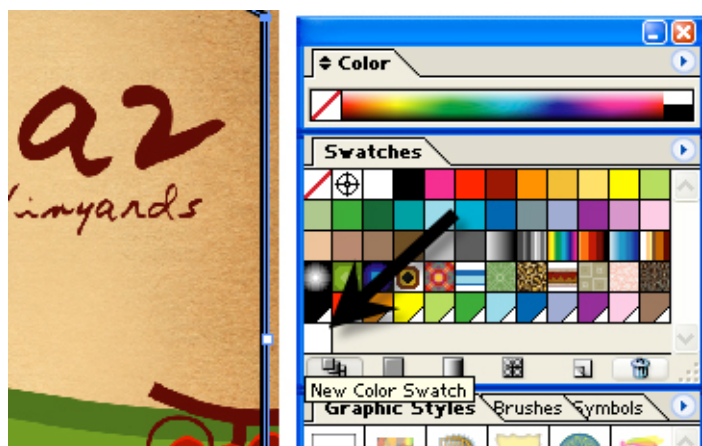 az
Vinyards
Color
Swatches
New Color Swatch
Graphic Styles
Brushes
Symbols